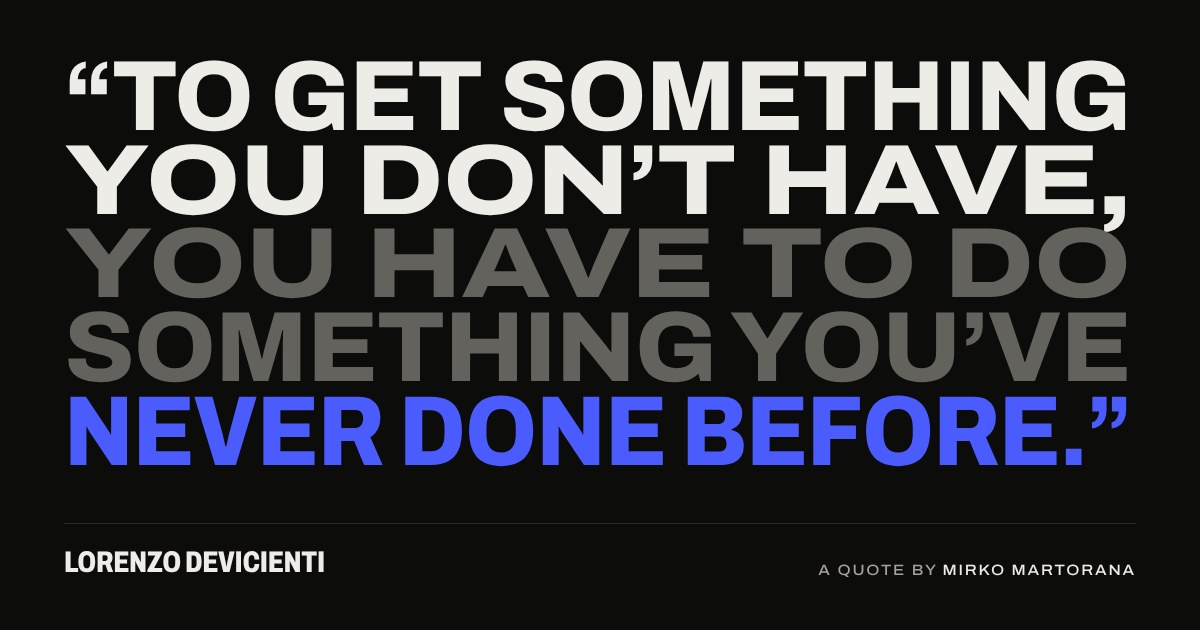 “TO GET SOMETHING
YOU DON’T HAVE,
YOU HAVE TO DO
SOMETHING YOU’VE
NEVER DONE BEFORE.”
LORENZO DEVICIENTI
A QUOTE BY MIRKO MARTORANA